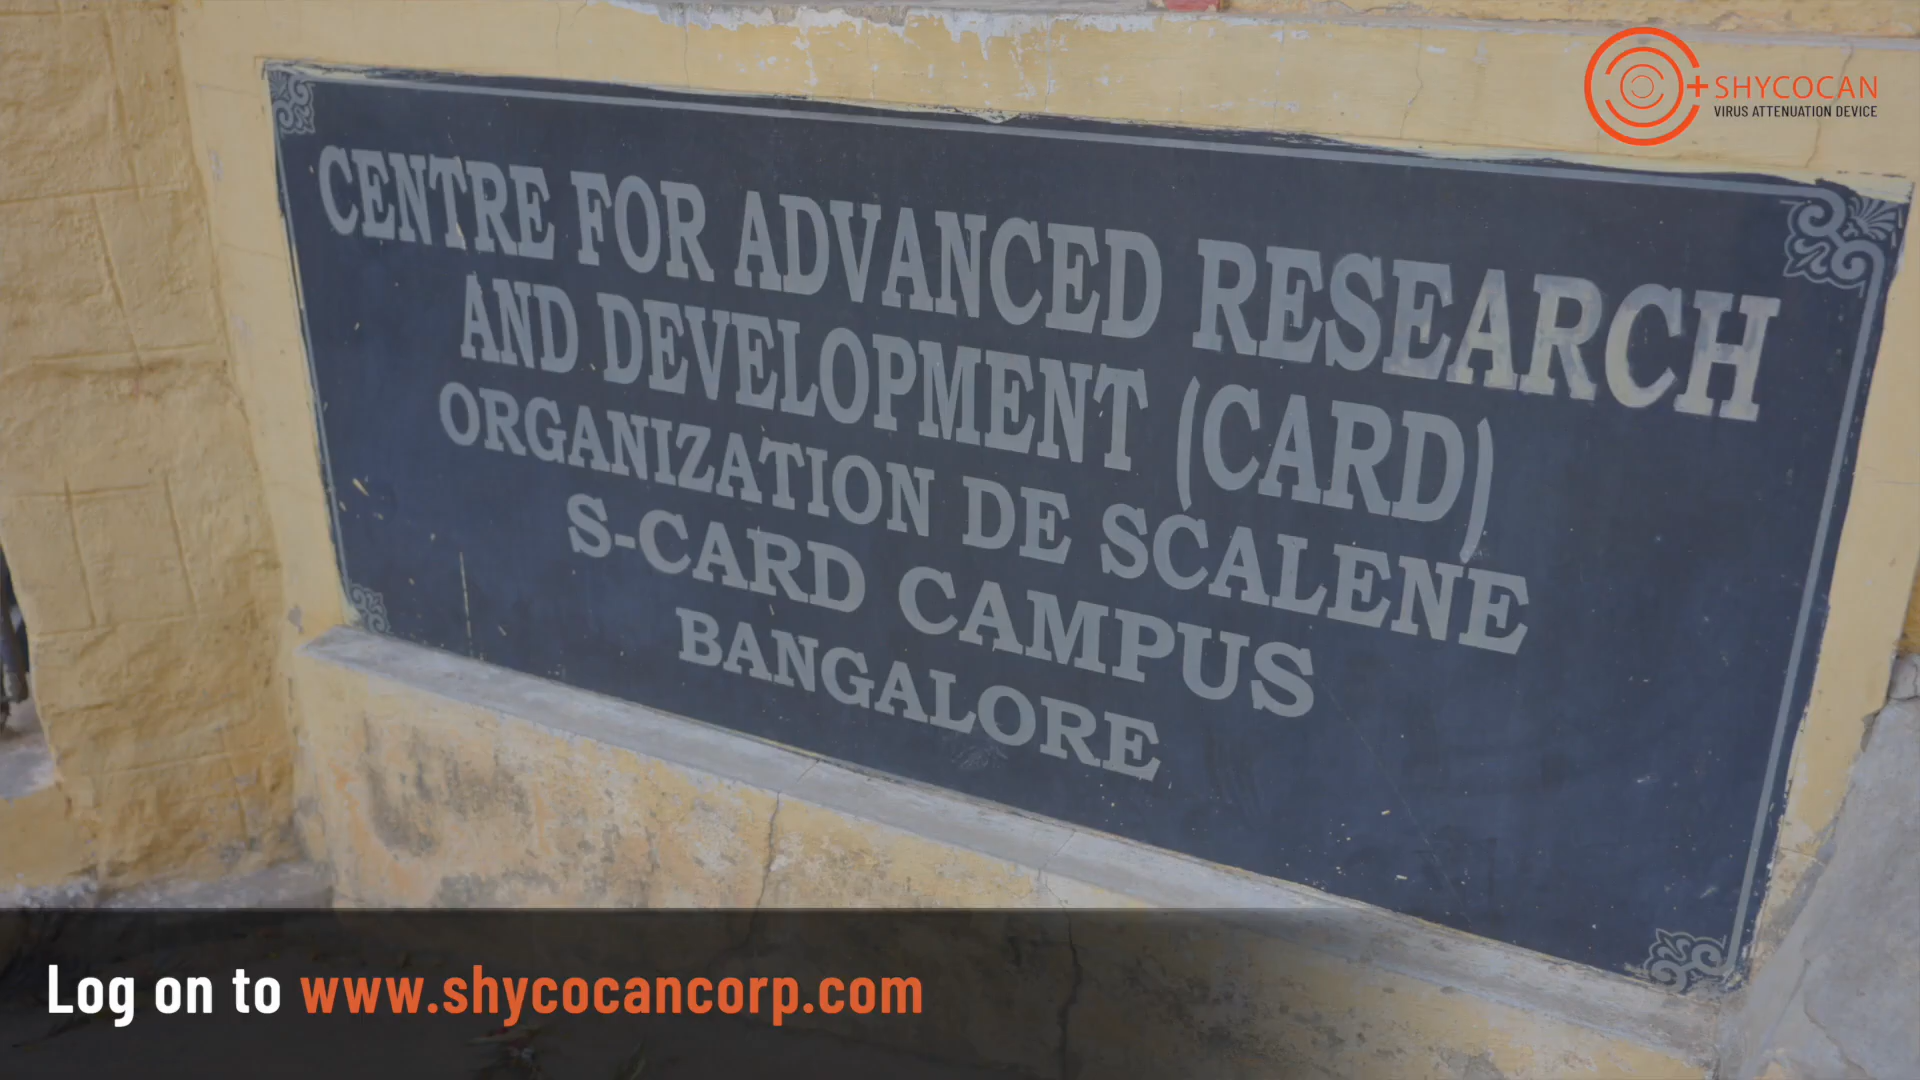 SHYCOCAN
VIRUS ATTENUATION DEVICE
CENTRE FOR ADVANCED RESEARCH
AND DEVELOPMENT (CARD)
ORGANIZATION DE SCALENE
S-CARD CAMPUS
BANGALORE
Log on to www.shycocancorp.com